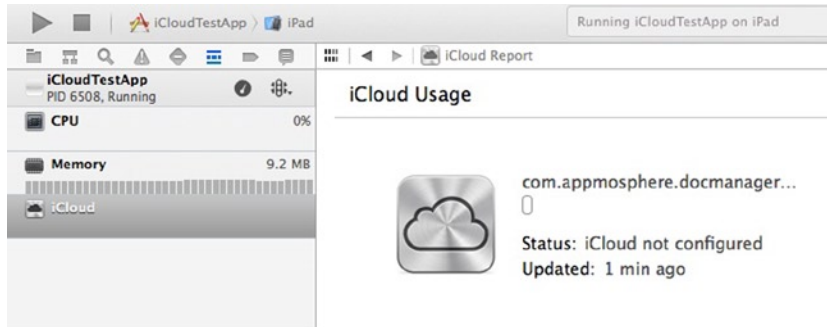 iCloudTestApp iPad
Running iCloudTestApp on iPad
iCloud Report
iCloudTestApp
PID 6508, Running
CPU 0%
Memory 9.2 MB
iCloud
iCloud Usage
com.appmosphere.docmanager...
Status: iCloud not configured
Updated: 1 min ago